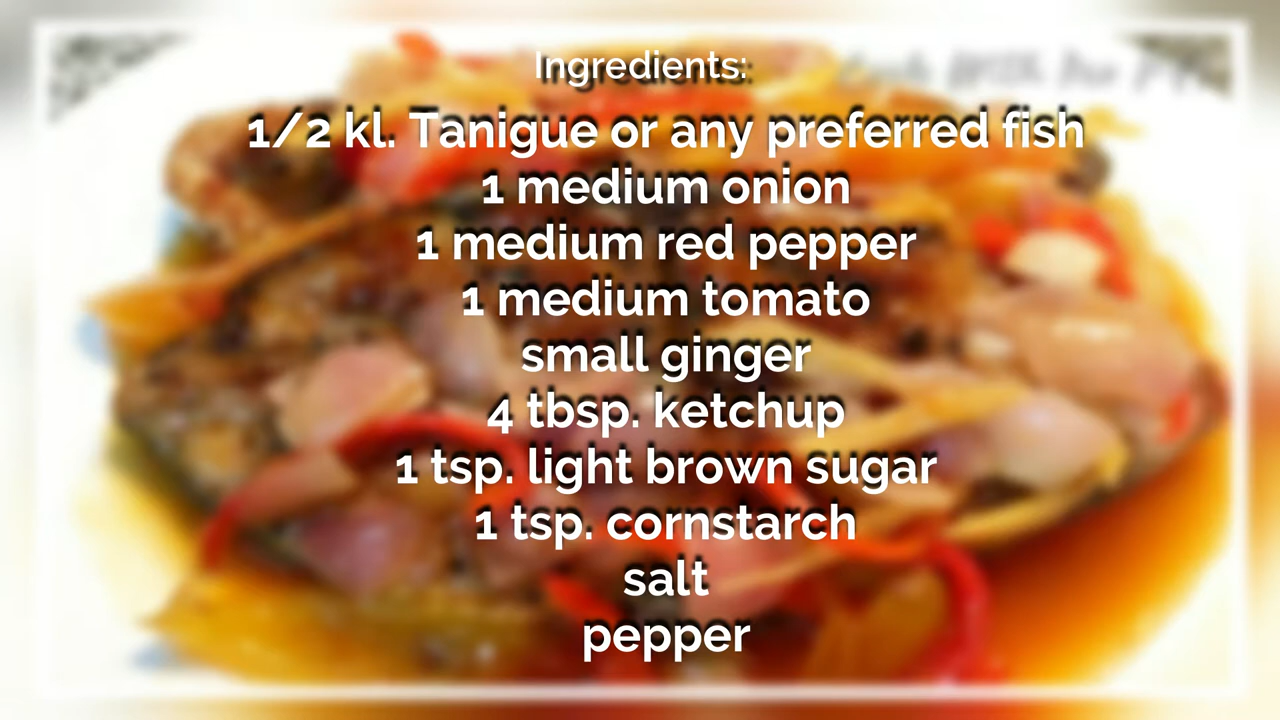 Ingredients:
1/2 kl. Tanigue or any preferred fish
1 medium onion
1 medium red pepper
1 medium tomato
small ginger
4 tbsp. ketchup
1 tsp. light brown sugar
1 tsp. cornstarch
salt
pepper